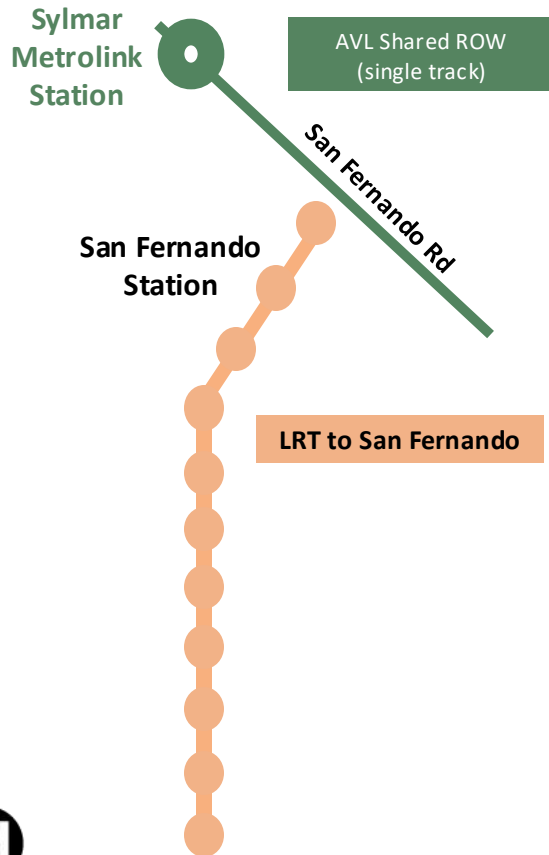 Sylmar
Metrolink
Station
AVL Shared ROW
(single track)
San Fernando Rd
San Fernando
Station
LRT to San Fernando